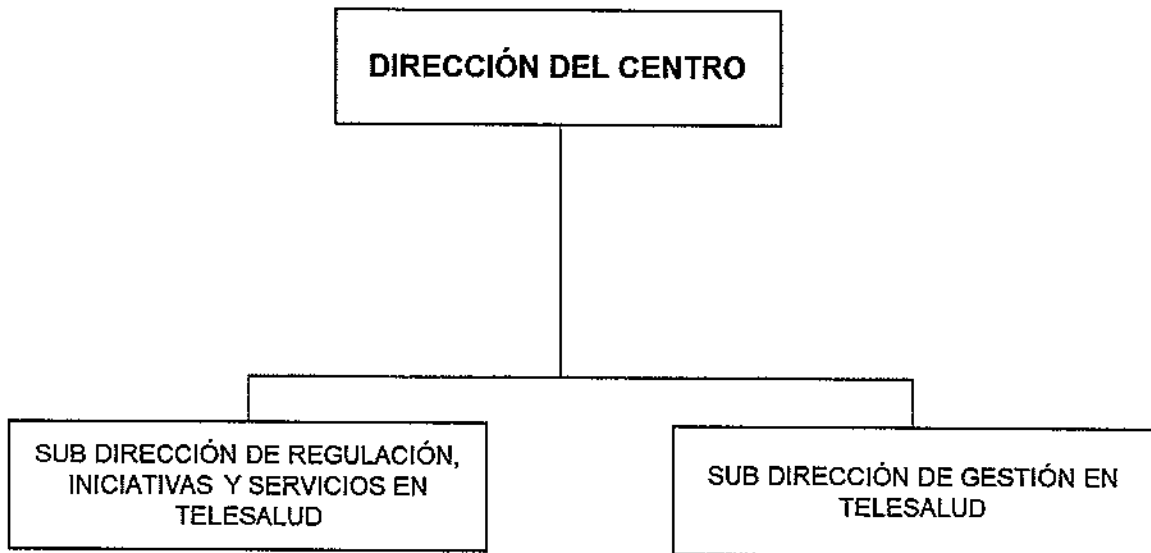 DIRECCIÓN DEL CENTRO
SUB DIRECCIÓN DE REGULACIÓN,
INICIATIVAS Y SERVICIOS EN
TELESALUD
SUB DIRECCIÓN DE GESTIÓN EN
TELESALUD